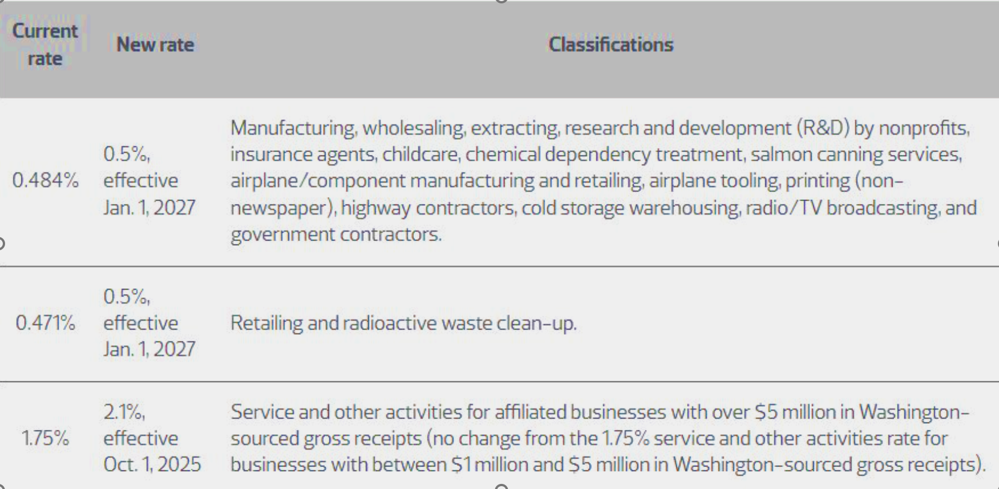 Current
rate
New rate
Classifications
0.484%
0.5%,
effective
Jan. 1, 2027
Manufacturing, wholesaling, extracting, research and development (R&D) by nonprofits,
insurance agents, childcare, chemical dependency treatment, salmon canning services,
airplane/component manufacturing and retailing, airplane tooling, printing (non-
newspaper), highway contractors, cold storage warehousing, radio/TV broadcasting, and
government contractors.
0.471%
0.5%,
effective
Jan. 1, 2027
Retailing and radioactive waste clean-up.
1.75%
2.1%,
effective
Oct. 1, 2025
Service and other activities for affiliated businesses with over $5 million in Washington-
sourced gross receipts (no change from the 1.75% service and other activities rate for
businesses with between $1 million and $5 million in Washington-sourced gross receipts).